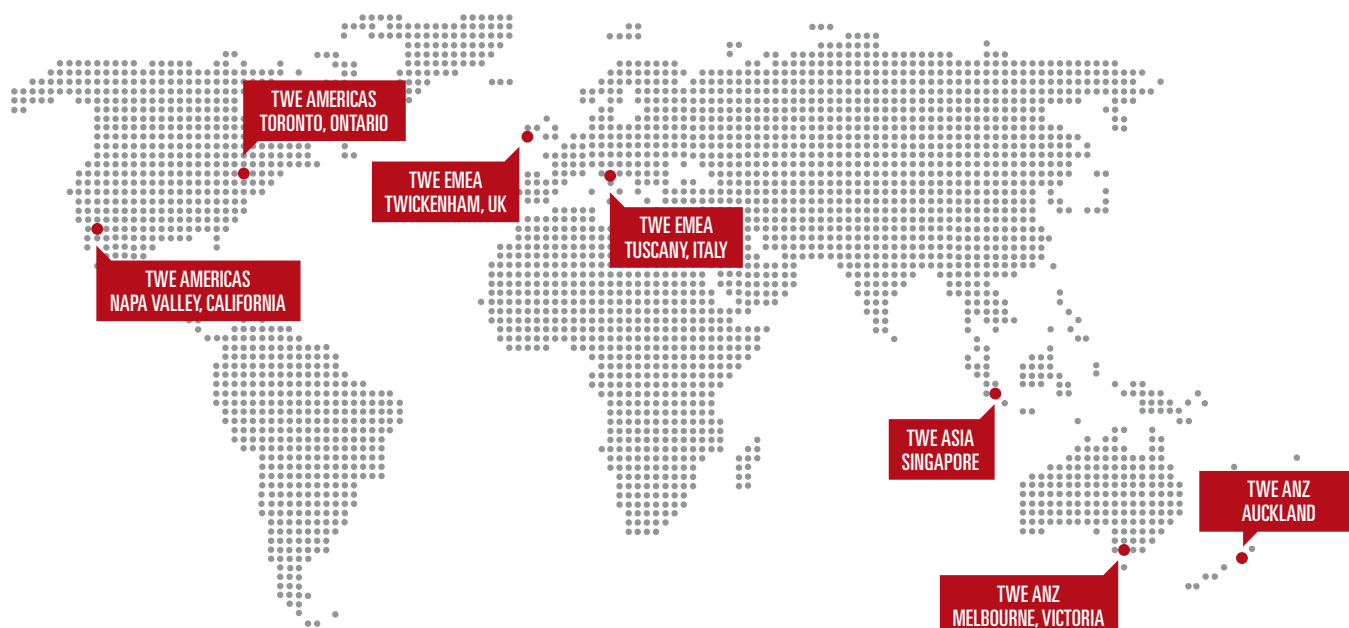 TWE AMERICAS
TORONTO, ONTARIO
TWE EMEA
TWICKENHAM, UK
TWE EMEA
TUSCANY, ITALY
TWE AMERICAS
NAPA VALLEY, CALIFORNIA
TWE ASIA
SINGAPORE
TWE ANZ
AUCKLAND
TWE ANZ
MELBOURNE, VICTORIA